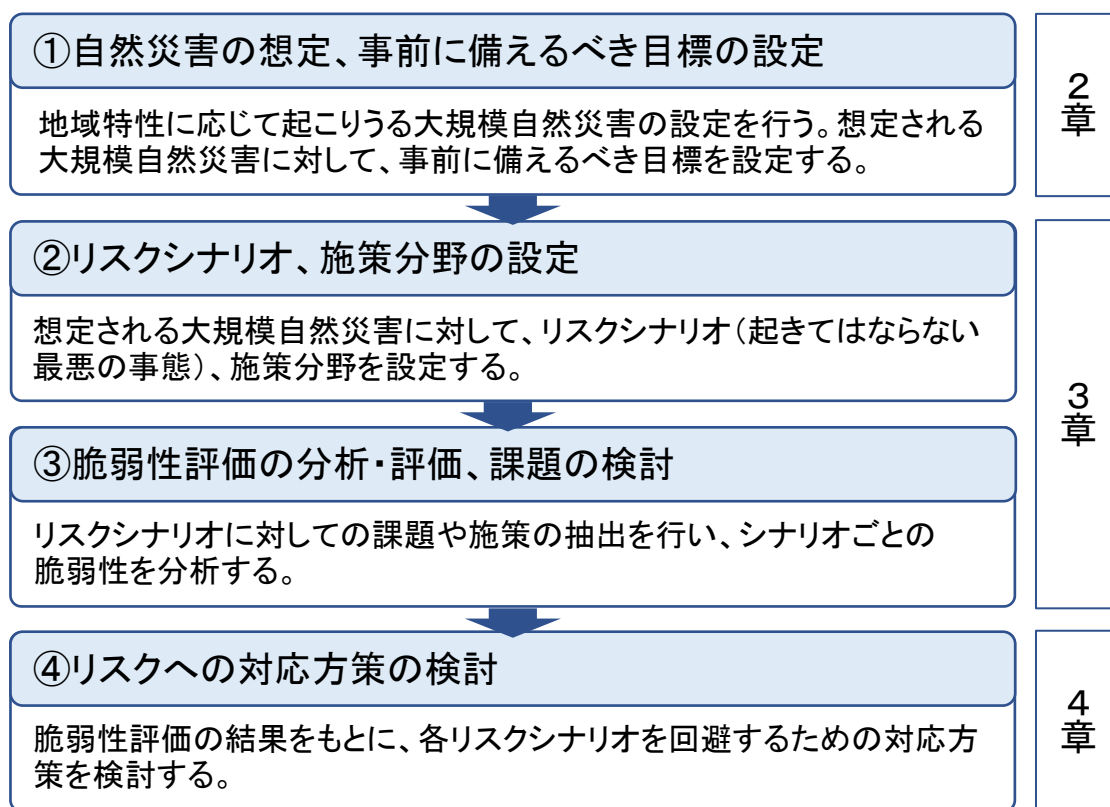 ①自然災害の想定、事前に備えるべき目標の設定
地域特性に応じて起こりうる大規模自然災害の設定を行う。想定される
大規模自然災害に対して、事前に備えるべき目標を設定する。
2章
②リスクシナリオ、施策分野の設定
想定される大規模自然災害に対して、リスクシナリオ（起きてはならない
最悪の事態）、施策分野を設定する。
③脆弱性評価の分析・評価、課題の検討
リスクシナリオに対しての課題や施策の抽出を行い、シナリオごとの
脆弱性を分析する。
3章
④リスクへの対応方策の検討
脆弱性評価の結果をもとに、各リスクシナリオを回避するための対応方
策を検討する。
4章